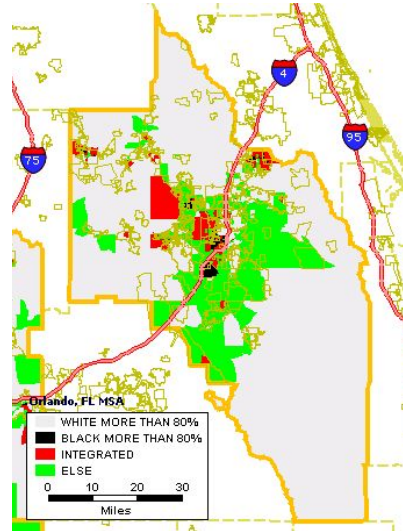 4
95
75
Orlando, FL MSA
WHITE MORE THAN 80%
BLACK MORE THAN 80%
INTEGRATED
ELSE
0 10 20 30
Miles